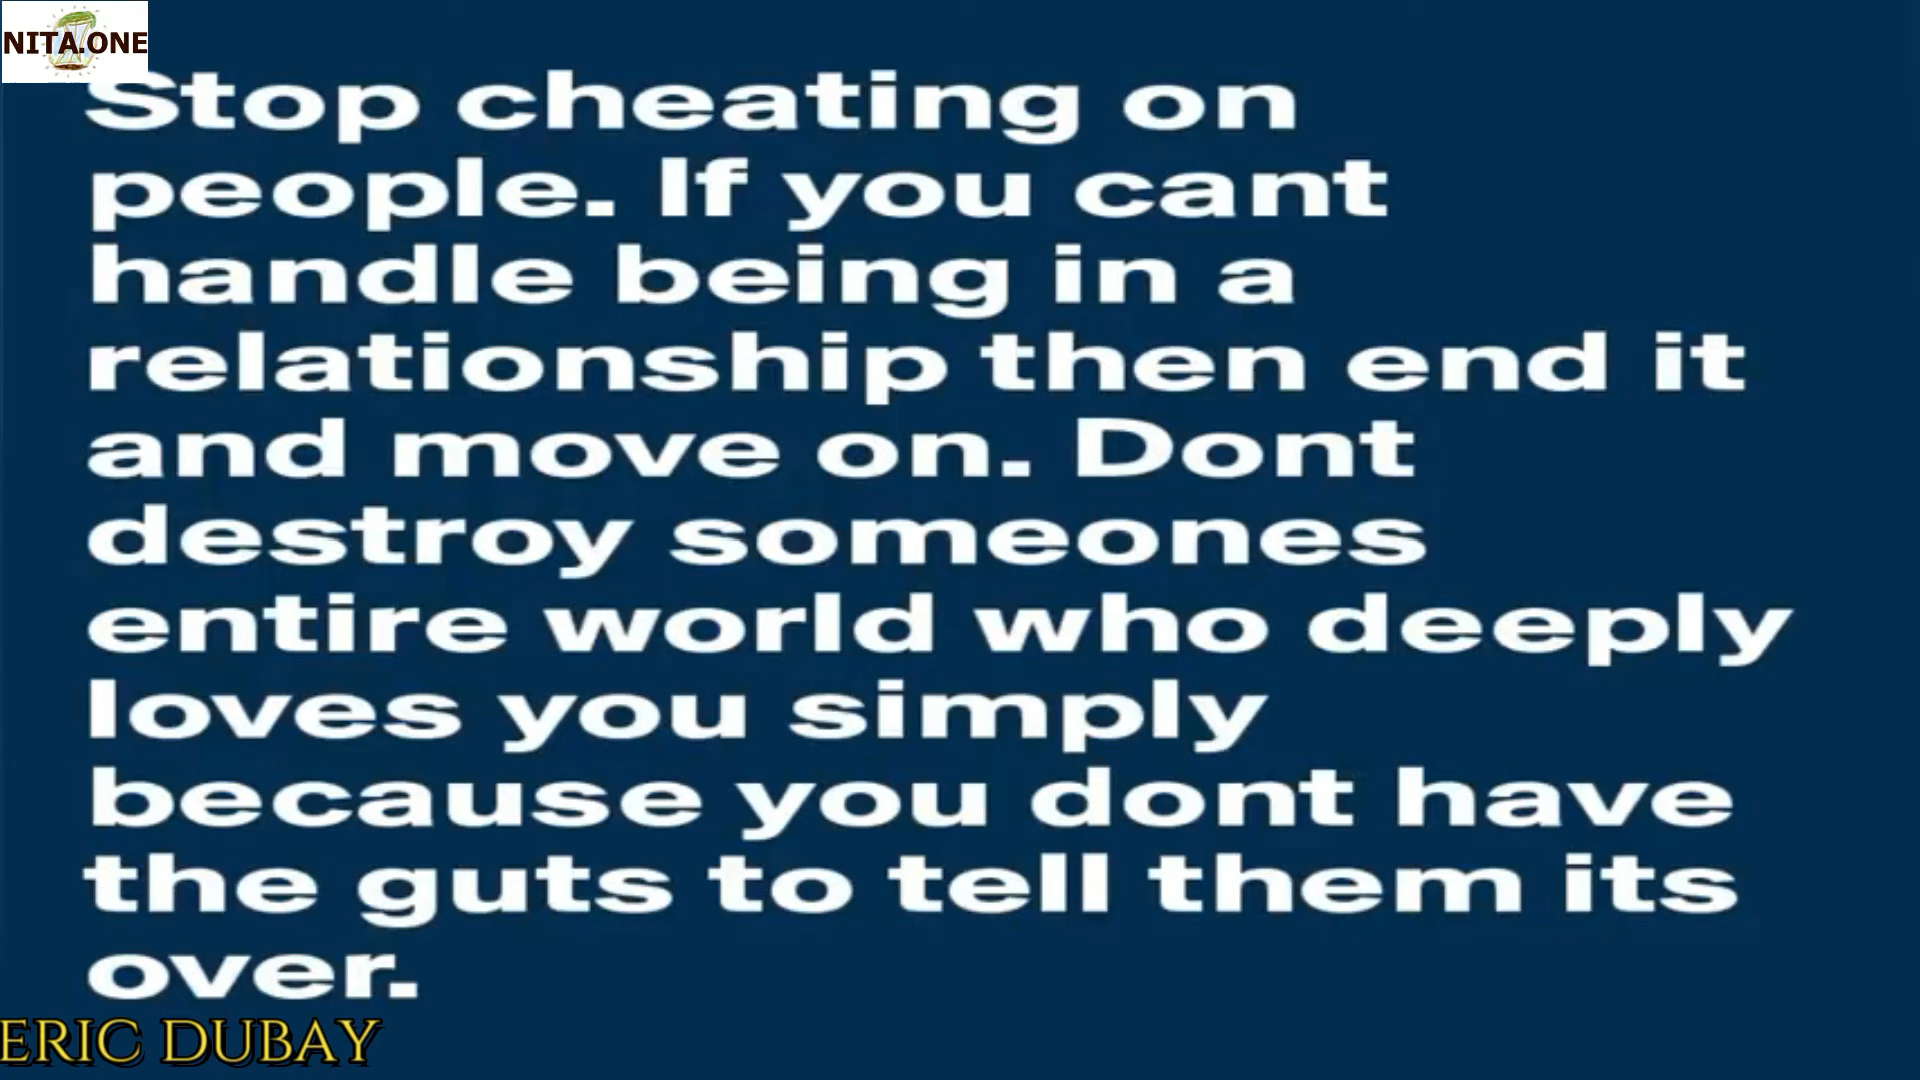 NITA.ONE
Stop cheating on
people. If you cant
handle being in a
relationship then end it
and move on. Dont
destroy someones
entire world who deeply
loves you simply
because you dont have
the guts to tell them its
over.
ERIC DUBAY